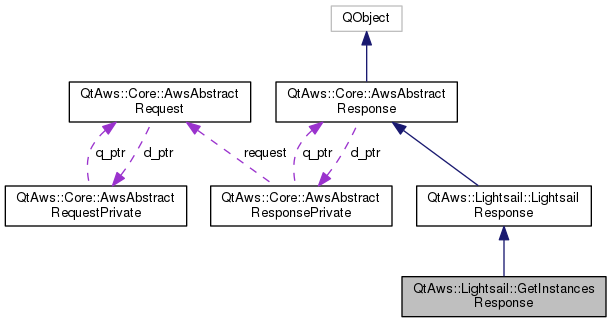 QObject
QtAws::Core::AwsAbstract
Request
QtAws::Core::AwsAbstract
Response
q_ptr
d_ptr
request
q_ptr
d_ptr
QtAws::Core::AwsAbstract
RequestPrivate
QtAws::Core::AwsAbstract
ResponsePrivate
QtAws::Lightsail::Lightsail
Response
QtAws::Lightsail::GetInstances
Response